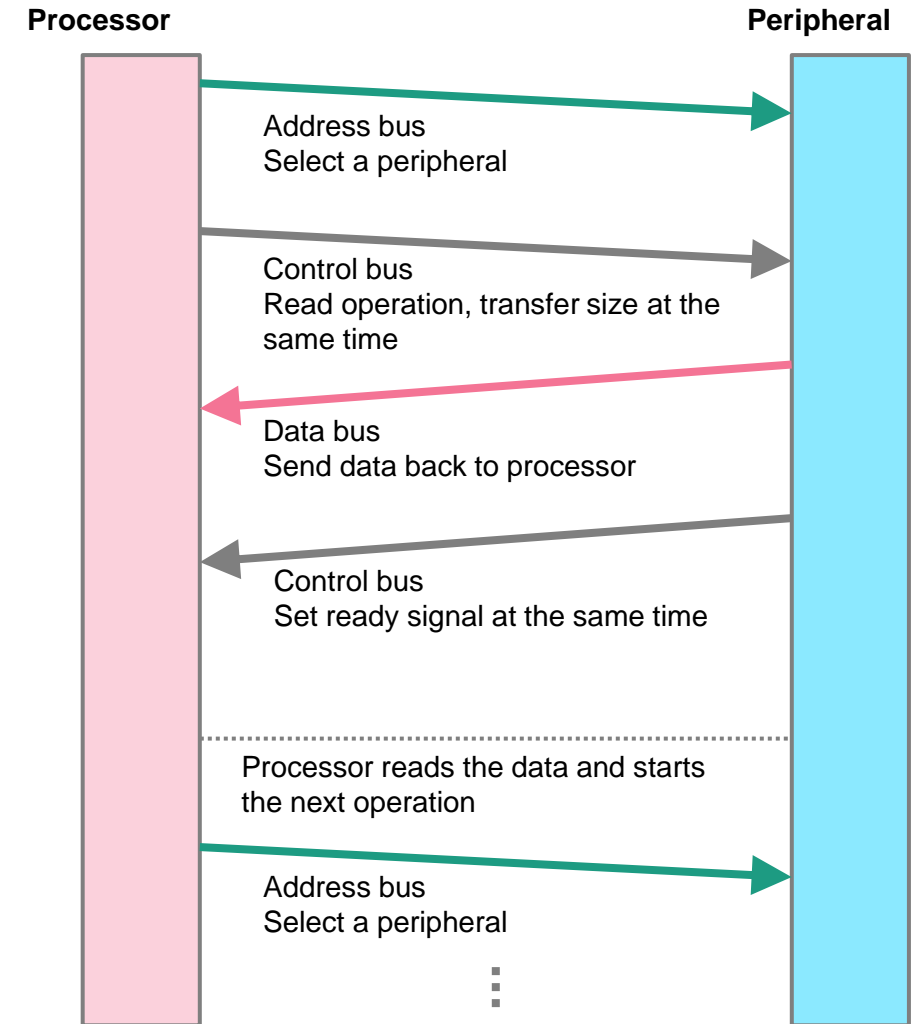 Processor
Peripheral
Address bus
Select a peripheral
Control bus
Read operation, transfer size at the
same time
Data bus
Send data back to processor
Control bus
Set ready signal at the same time
Processor reads the data and starts
the next operation
Address bus
Select a peripheral